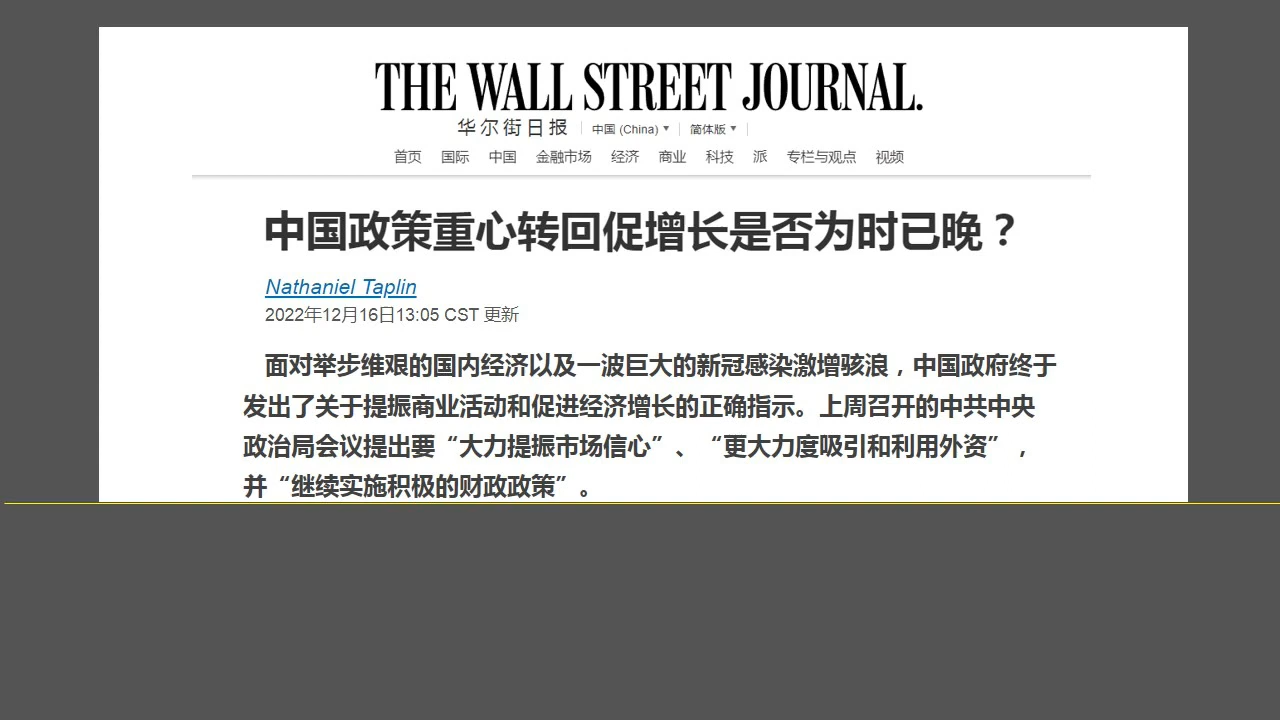 THE WALL STREET JOURNAL.
华尔街日报 中国 (China) 简体版
首页 国际 中国 金融市场 经济 商业 科技 派 专栏与观点 视频
中国政策重心转回促增长是否为时已晚？
Nathaniel Taplin
2022年12月16日13:05 CST 更新
面对举步维艰的国内经济以及一波巨大的新冠感染激增骇浪，中国政府终于
发出了关于提振商业活动和促进经济增长的正确指示。上周召开的中共中央
政治局会议提出要“大力提振市场信心”、“更大力度吸引和利用外资”，
并“继续实施积极的财政政策”。